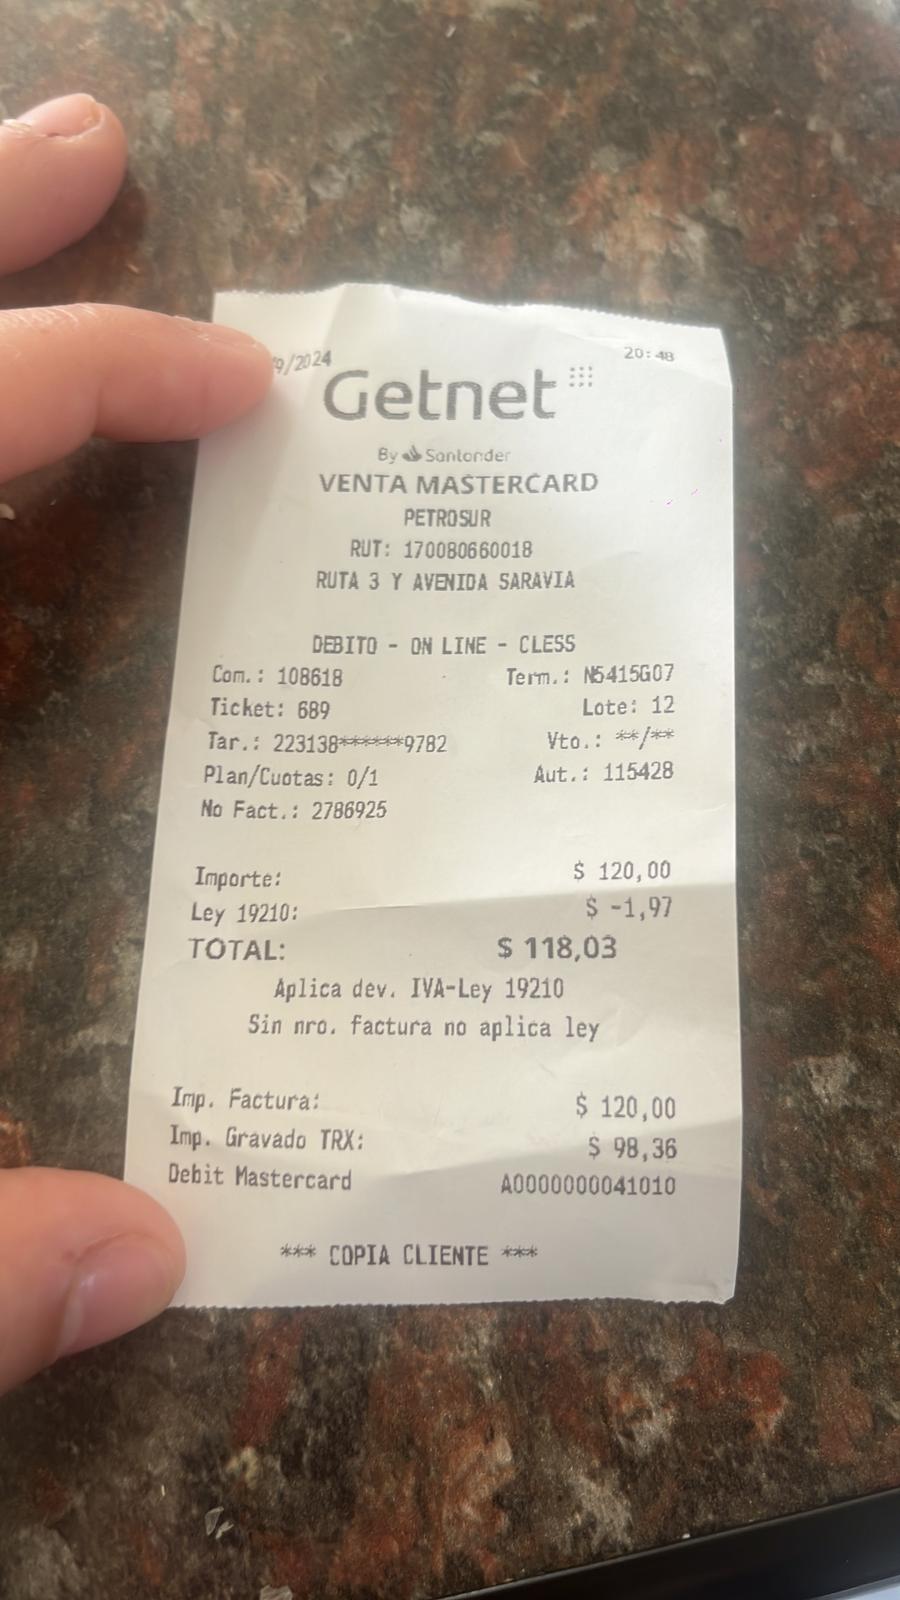 9/2024 20:48
Getnet
By Santander
VENTA MASTERCARD
PETROSUR
RUT: 170080660018
RUTA 3 Y AVENIDA SARAVIA
DEBITO - ON LINE - CLESS
Com.: 108618 Term.: N5415G07
Ticket: 689 Lote: 12
Tar.: 223138******9782 Vto.: **/**
Plan/Cuotas: 0/1 Aut.: 115428
No Fact.: 2786925
Importe: $ 120,00
Ley 19210: $ -1,97
TOTAL: $ 118,03
Aplica dev. IVA-Ley 19210
Sin nro. factura no aplica ley
Imp. Factura: $ 120,00
Imp. Gravado TRX: $ 98,36
Debit Mastercard A0000000041010
*** COPIA CLIENTE ***